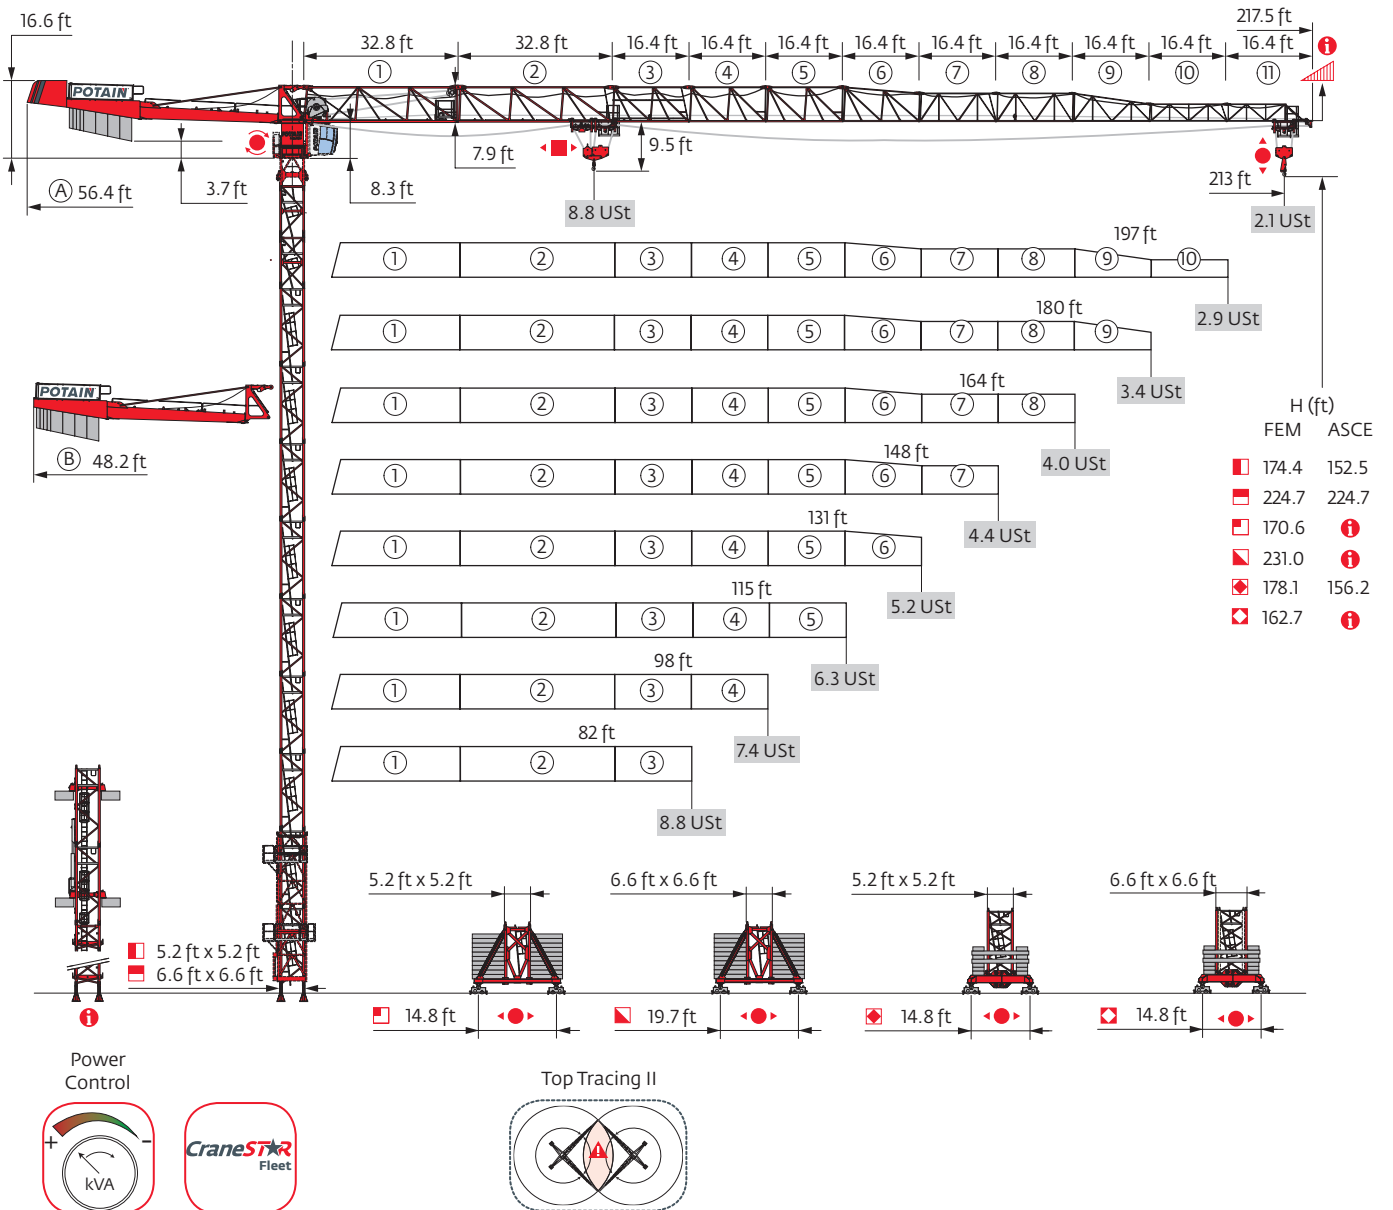 16.6 ft
217.5 ft
32.8 ft 32.8 ft 16.4 ft 16.4 ft 16.4 ft 16.4 ft 16.4 ft 16.4 ft 16.4 ft 16.4 ft 16.4 ft
1 2 3 4 5 6 7 8 9 10 11
i
POTAIN
7.9 ft 9.5 ft
A 56.4 ft 3.7 ft 8.3 ft 213 ft
8.8 USt 2.1 USt
197 ft
1 2 3 4 5 6 7 8 9 10
2.9 USt
180 ft
1 2 3 4 5 6 7 8 9
3.4 USt
164 ft
POTAIN
1 2 3 4 5 6 7 8
4.0 USt
B 48.2 ft
148 ft
1 2 3 4 5 6 7
4.4 USt
131 ft
1 2 3 4 5 6
5.2 USt
115 ft
1 2 3 4 5
6.3 USt
98 ft
1 2 3 4
7.4 USt
82 ft
1 2 3
8.8 USt
H (ft)
FEM ASCE
174.4 152.5
224.7 224.7
170.6 i
231.0 i
178.1 156.2
162.7 i
5.2 ft x 5.2 ft 6.6 ft x 6.6 ft 5.2 ft x 5.2 ft 6.6 ft x 6.6 ft
5.2 ft x 5.2 ft
6.6 ft x 6.6 ft
i
14.8 ft 19.7 ft 14.8 ft 14.8 ft
Power
Control
+ −
kVA
CraneSTAR
Fleet
Top Tracing II
!